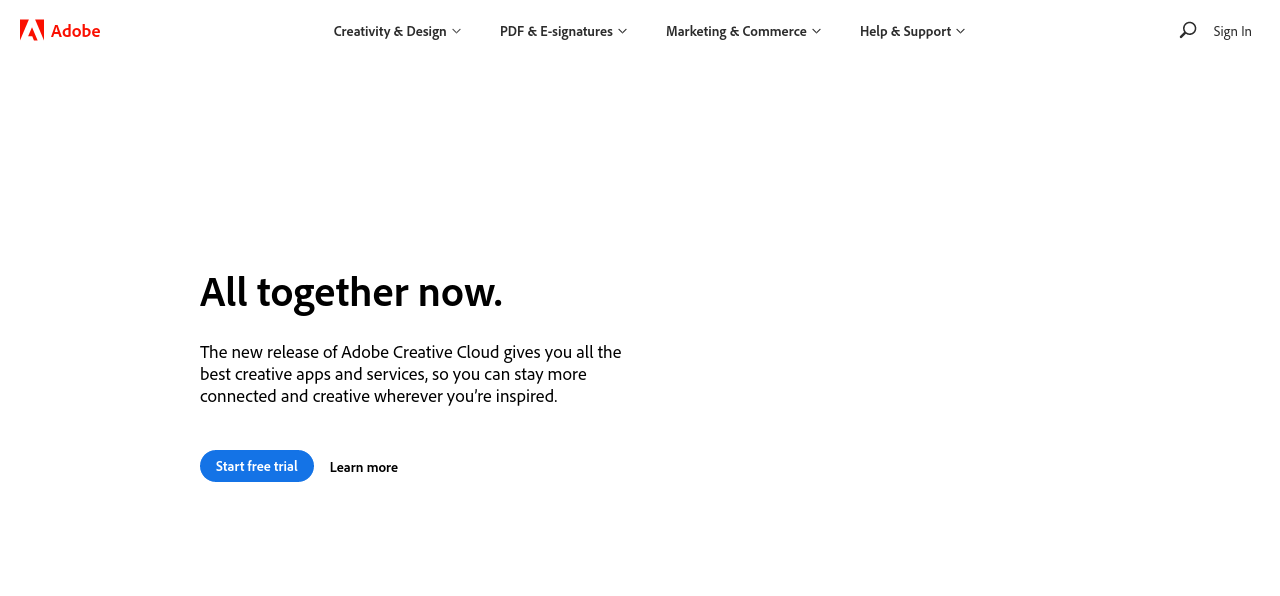 Adobe
Creativity & Design
PDF & E-signatures
Marketing & Commerce
Help & Support
Sign In
All together now.
The new release of Adobe Creative Cloud gives you all the
best creative apps and services, so you can stay more
connected and creative wherever you’re inspired.
Start free trial
Learn more